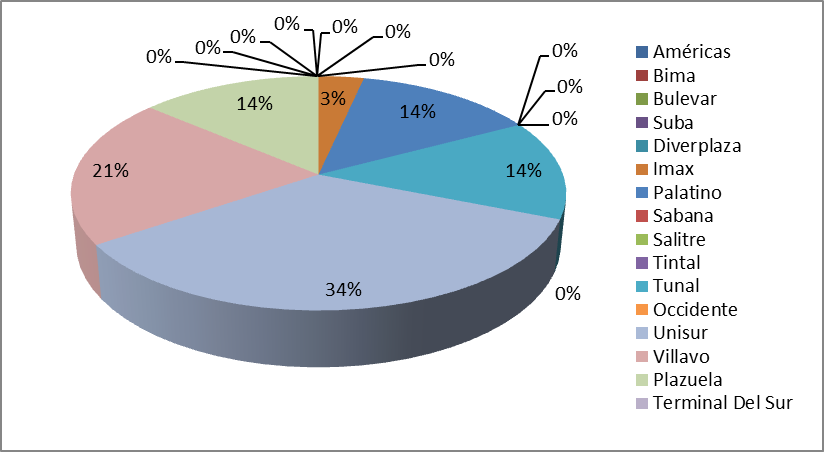 0%
0%
0%
0%
0%
0%
0%
3%
14%
0%
0%
0%
14%
0%
34%
21%
14%
Américas
Bima
Bulevar
Suba
Diverplaza
Imax
Palatino
Sabana
Salitre
Tintal
Tunal
Occidente
Unisur
Villavo
Plazuela
Terminal Del Sur